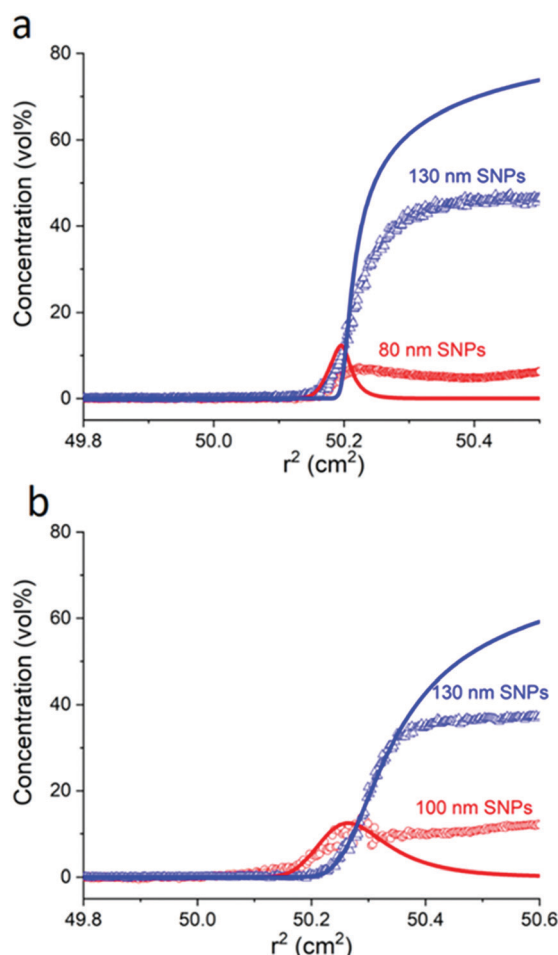 a
80
60
40
20
0
Concentration (vol%)
130 nm SNPs
80 nm SNPs
49.8 50.0 50.2 50.4
r² (cm²)
b
80
60
40
20
0
Concentration (vol%)
130 nm SNPs
100 nm SNPs
49.8 50.0 50.2 50.4 50.6
r² (cm²)